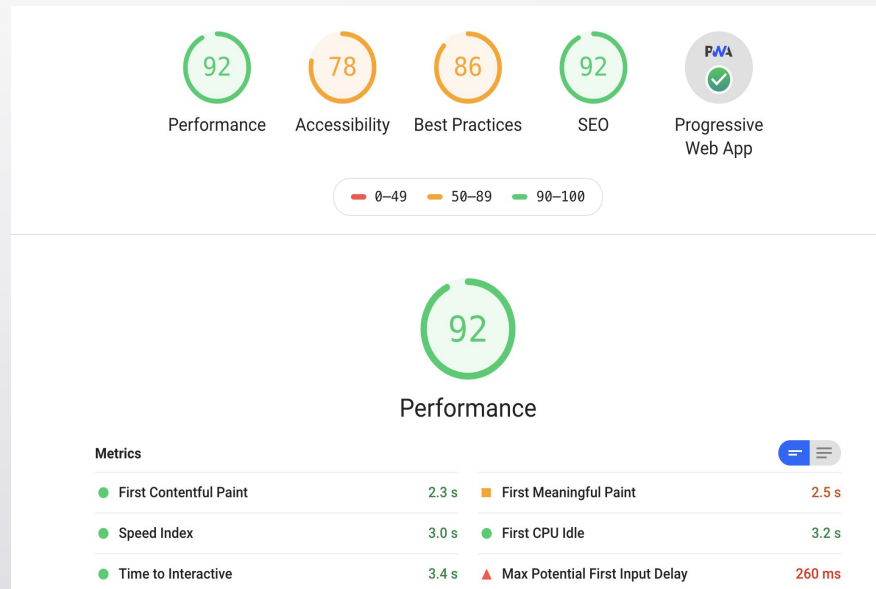 92 78 86 92 PWA
Performance Accessibility Best Practices SEO Progressive
Web App
0–49 50–89 90–100
92
Performance
Metrics
First Contentful Paint 2.3 s First Meaningful Paint 2.5 s
Speed Index 3.0 s First CPU Idle 3.2 s
Time to Interactive 3.4 s Max Potential First Input Delay 260 ms